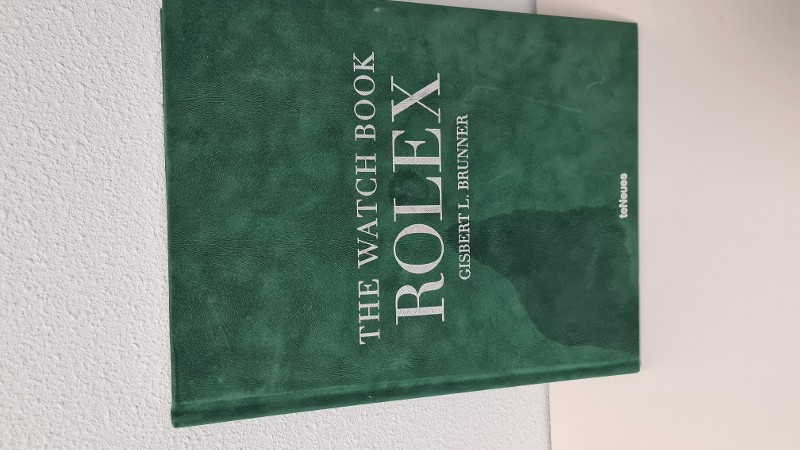 THE WATCH BOOK
ROLEX
GISBERT L. BRUNNER
teNeues